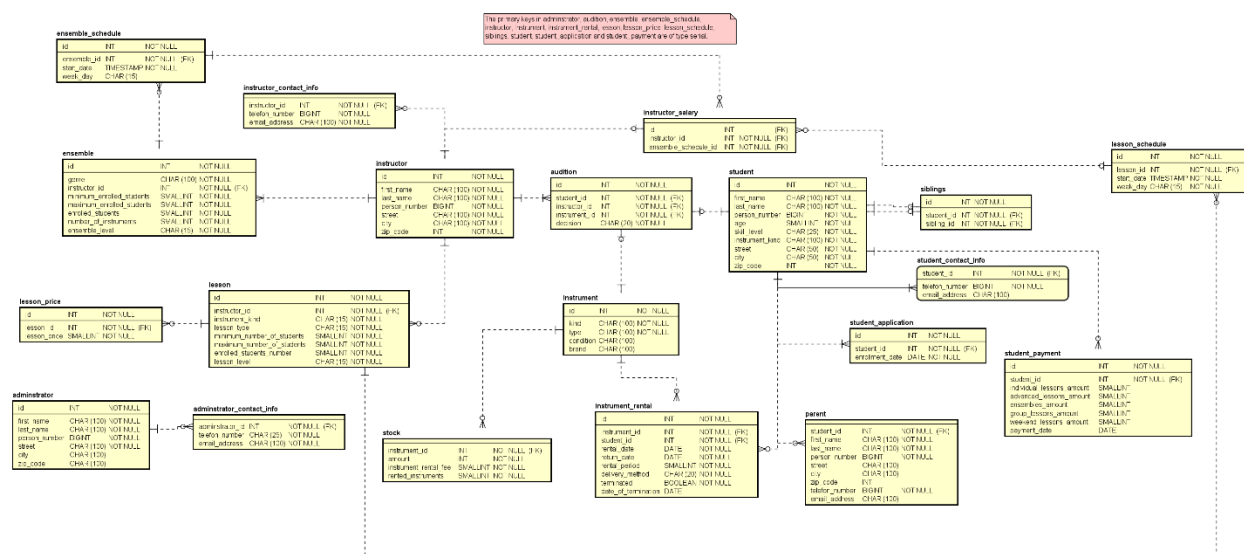 The primary keys in adminstrator, audition, ensemble, ensemble_schedule,
instructor, instrument, instrument_rental, lesson, lesson_price, lesson_schedule,
siblings, student, student_application and student_payment are of type serial.
ensemble_schedule
id INT NOT NULL
ensemble_id INT NOT NULL (FK)
start_date TIMESTAMP NOT NULL
week_day CHAR (15)
instructor_contact_info
instructor_id INT NOT NULL (FK)
telefon_number BIGINT NOT NULL
email_address CHAR (100) NOT NULL
instructor_salary
id INT (FK)
instructor_id INT NOT NULL (FK)
ensemble_schedule_id INT NOT NULL (FK)
lesson_schedule
id INT NOT NULL
lesson_id INT NOT NULL (FK)
start_date TIMESTAMP NOT NULL
week_day CHAR (15) NOT NULL
ensemble
id INT NOT NULL
genre CHAR (100) NOT NULL
instructor_id INT NOT NULL (FK)
minimum_enrolled_students SMALLINT NOT NULL
maximum_enrolled_students SMALLINT NOT NULL
enrolled_students SMALLINT NOT NULL
number_of_instruments SMALLINT NOT NULL
ensemble_level CHAR (15) NOT NULL
instructor
id INT NOT NULL
first_name CHAR (100) NOT NULL
last_name CHAR (100) NOT NULL
person_number BIGINT NOT NULL
street CHAR (100) NOT NULL
city CHAR (100) NOT NULL
zip_code INT NOT NULL
audition
id INT NOT NULL
student_id INT NOT NULL (FK)
instructor_id INT NOT NULL (FK)
instrument_id INT NOT NULL (FK)
decision CHAR (20) NOT NULL
student
id INT NOT NULL
first_name CHAR (100) NOT NULL
last_name CHAR (100) NOT NULL
person_number BIGINT NOT NULL
age SMALLINT NOT NULL
skill_level CHAR (25) NOT NULL
instrument_kind CHAR (100) NOT NULL
street CHAR (50) NOT NULL
city CHAR (50) NOT NULL
zip_code INT NOT NULL
siblings
id INT NOT NULL
student_id INT NOT NULL (FK)
sibling_id INT NOT NULL (FK)
student_contact_info
student_id INT NOT NULL (FK)
telefon_number BIGINT NOT NULL
email_address CHAR (100)
lesson_price
id INT NOT NULL
lesson_id INT NOT NULL (FK)
lesson_price SMALLINT NOT NULL
lesson
id INT NOT NULL
instructor_id INT NOT NULL (FK)
instrument_kind CHAR (15) NOT NULL
lesson_type CHAR (15) NOT NULL
minimum_number_of_students SMALLINT NOT NULL
maximum_number_of_students SMALLINT NOT NULL
enrolled_students_number SMALLINT NOT NULL
lesson_level CHAR (15) NOT NULL
instrument
id INT NOT NULL
kind CHAR (100) NOT NULL
type CHAR (100) NOT NULL
condition CHAR (100)
brand CHAR (100)
student_application
id INT NOT NULL
student_id INT NOT NULL (FK)
enrollment_date DATE NOT NULL
student_payment
id INT NOT NULL
student_id INT NOT NULL (FK)
individual_lessons_amount SMALLINT
advanced_lessons_amount SMALLINT
ensembles_amount SMALLINT
group_lessons_amount SMALLINT
weekend_lessons_amount SMALLINT
payment_date DATE
adminstrator
id INT NOT NULL
first_name CHAR (100) NOT NULL
last_name CHAR (100) NOT NULL
person_number BIGINT NOT NULL
street CHAR (100) NOT NULL
city CHAR (100)
zip_code CHAR (100)
adminstrator_contact_info
adminstrator_id INT NOT NULL (FK)
telefon_number CHAR (25) NOT NULL
email_address CHAR (100) NOT NULL
stock
instrument_id INT NOT NULL (FK)
amount INT NOT NULL
instrument_rental_fee SMALLINT NOT NULL
rented_instruments SMALLINT NOT NULL
instrument_rental
id INT NOT NULL
instrument_id INT NOT NULL (FK)
student_id INT NOT NULL (FK)
rental_date DATE NOT NULL
return_date DATE NOT NULL
rental_period SMALLINT NOT NULL
delivery_method CHAR (20) NOT NULL
terminated BOOLEAN NOT NULL
date_of_termination DATE
parent
student_id INT NOT NULL (FK)
first_name CHAR (100) NOT NULL
last_name CHAR (100) NOT NULL
person_number BIGINT NOT NULL
street CHAR (100)
city CHAR (100)
zip_code INT
telefon_number BIGINT NOT NULL
email_address CHAR (100)